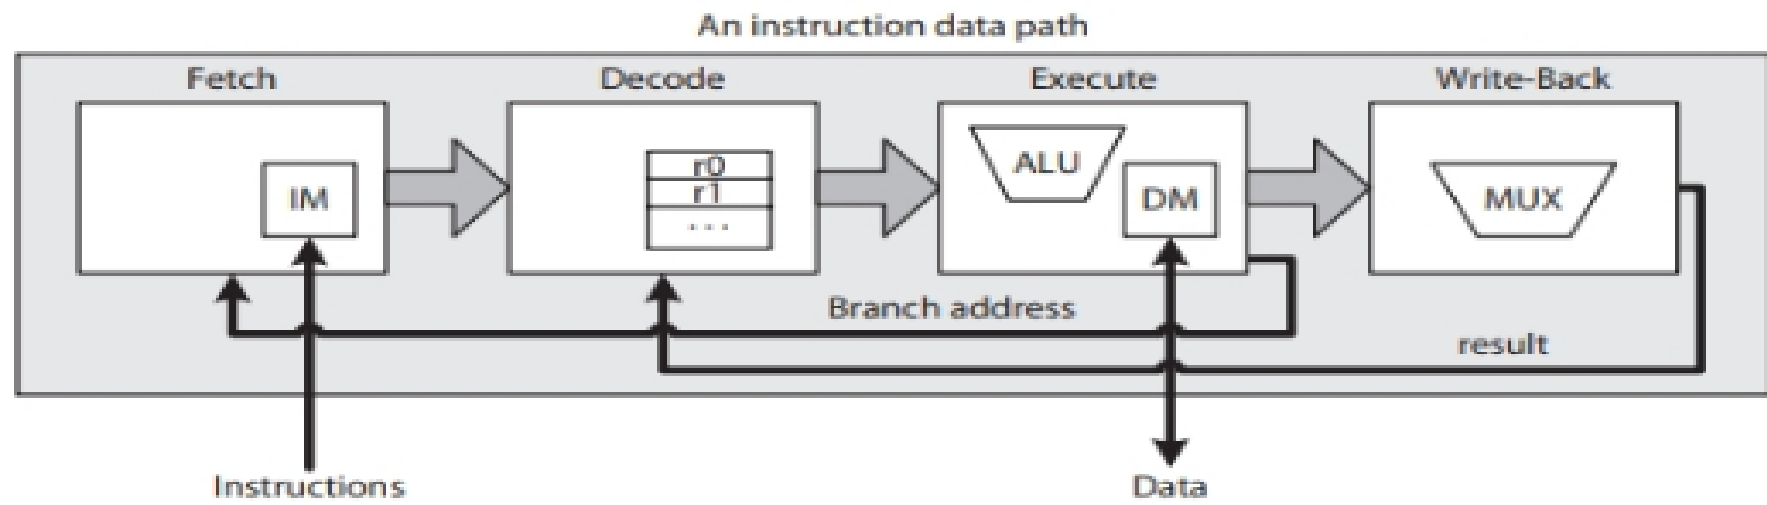 An instruction data path
Fetch
Decode
Execute
Write-Back
IM
r0
r1
...
ALU
DM
MUX
Branch address
result
Instructions
Data